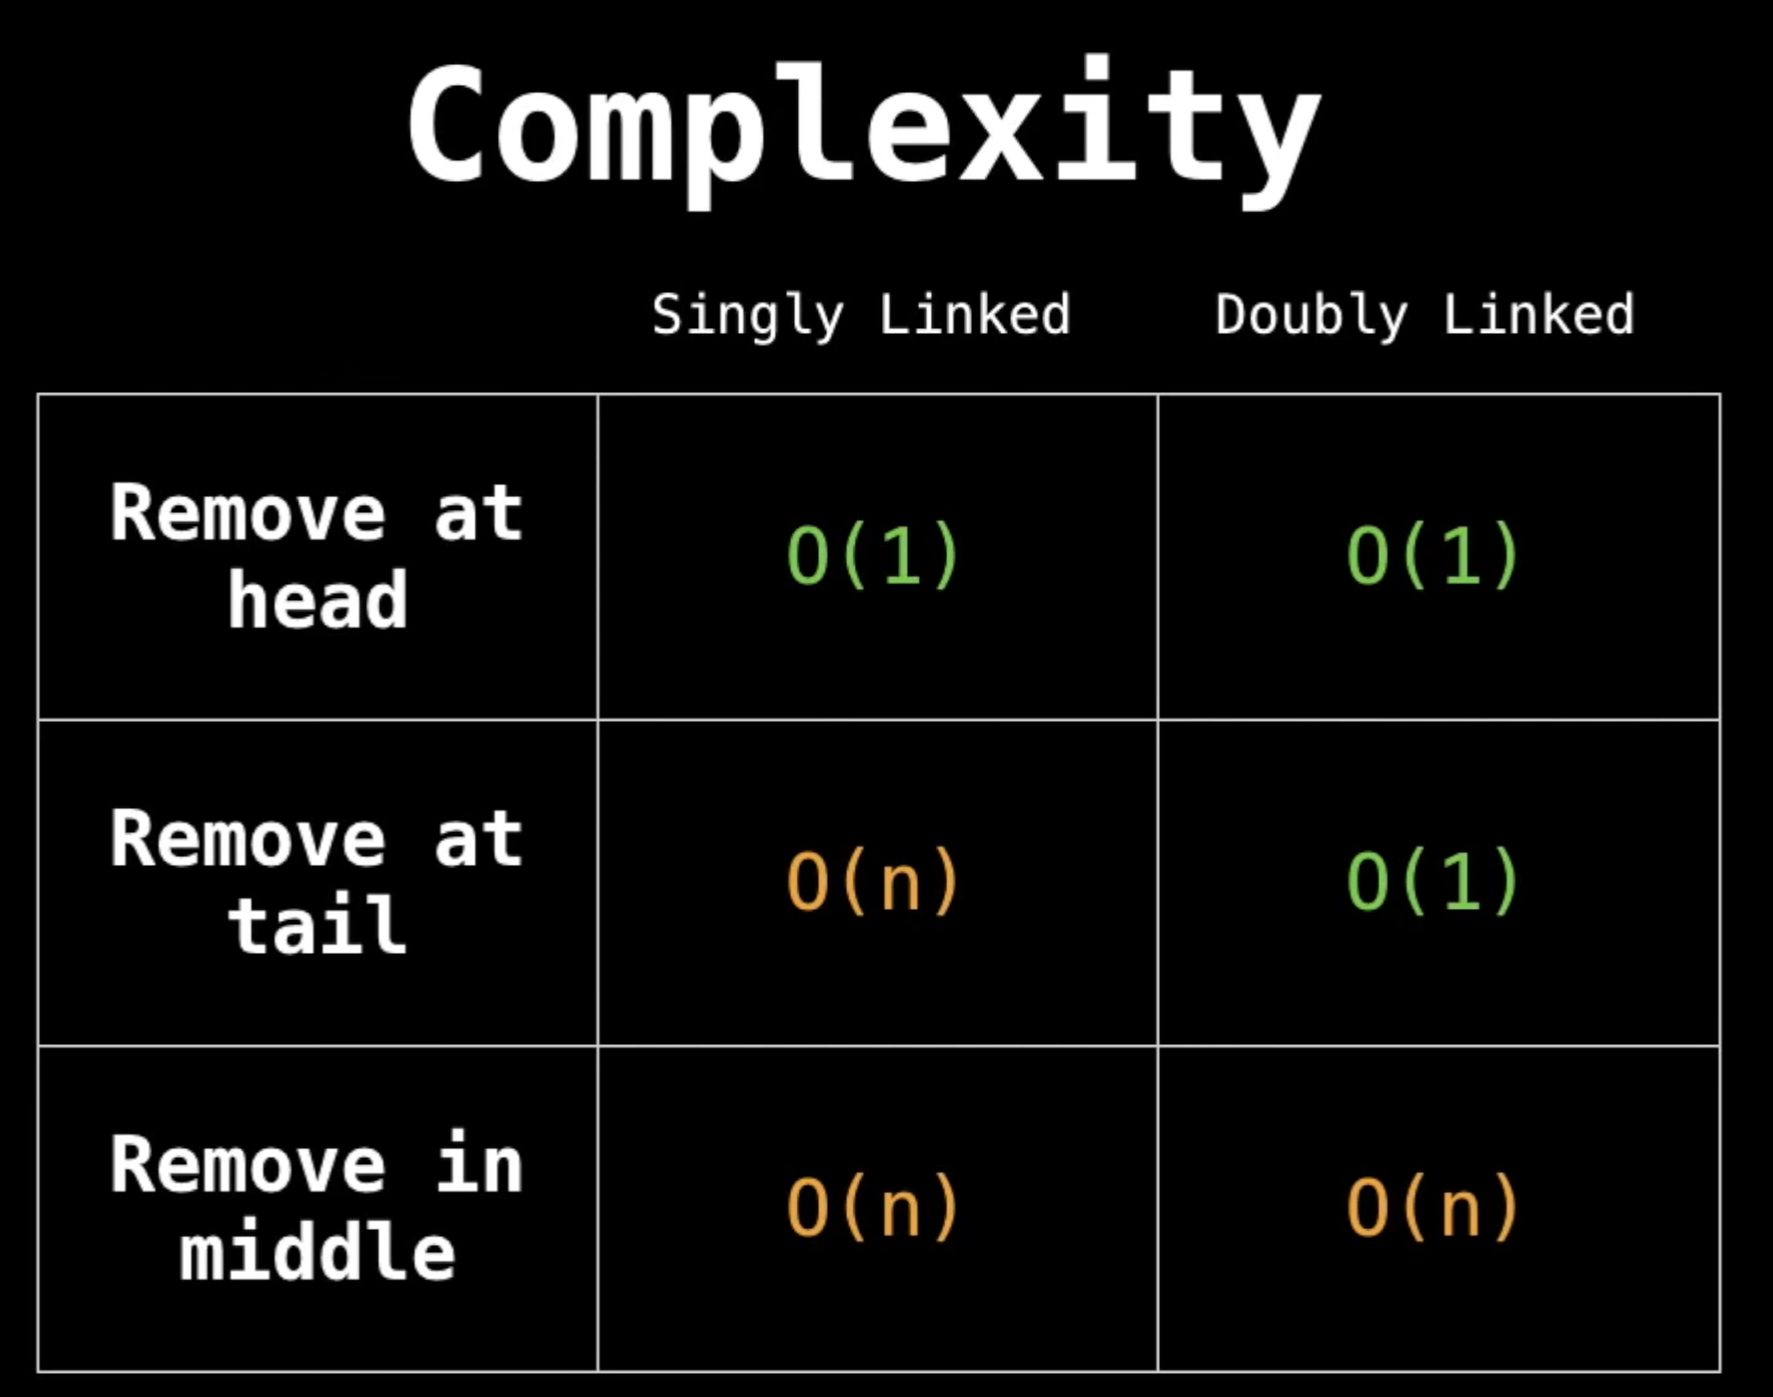 Complexity
Singly Linked Doubly Linked
Remove at
head
O(1) O(1)
Remove at
tail
O(n) O(1)
Remove in
middle
O(n) O(n)